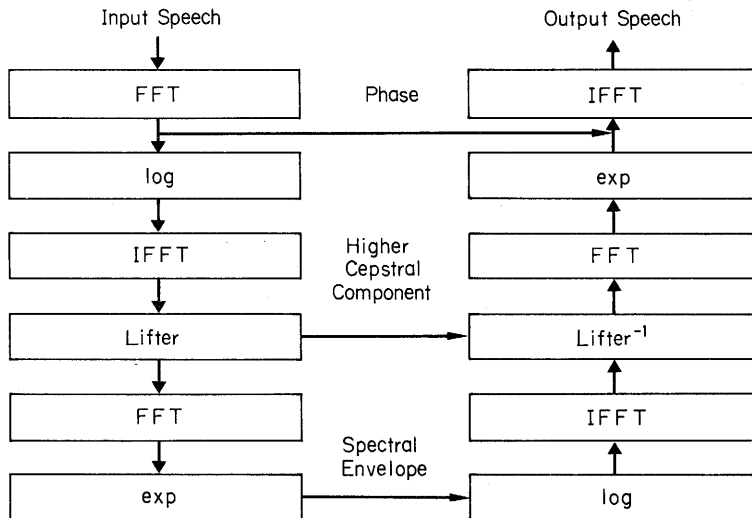 Input Speech
Output Speech
FFT
Phase
IFFT
log
exp
IFFT
Higher
Cepstral
Component
FFT
Lifter
Lifter⁻¹
FFT
Spectral
Envelope
IFFT
exp
log